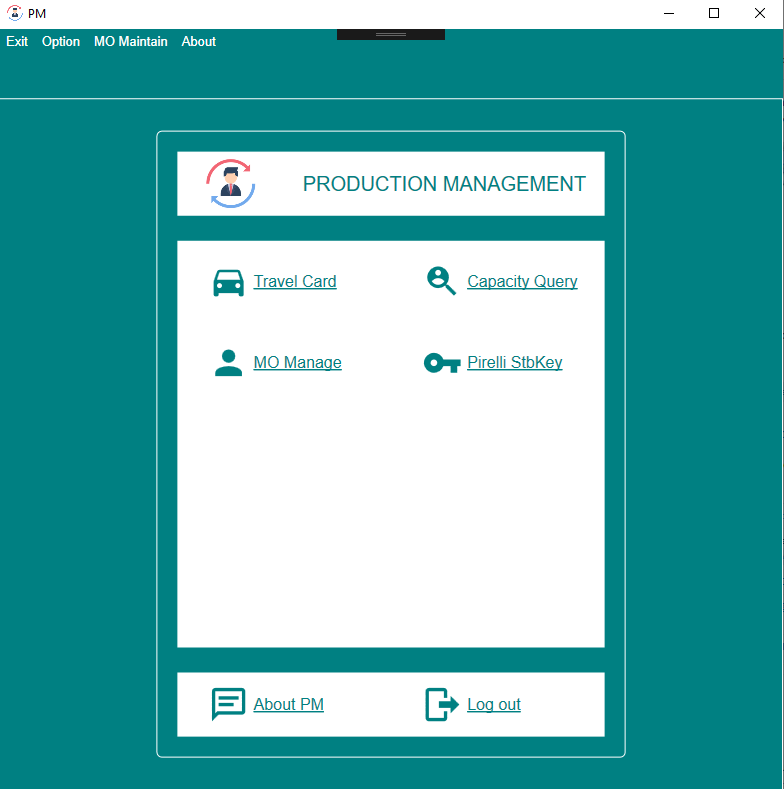 PM
Exit Option MO Maintain About
PRODUCTION MANAGEMENT
Travel Card Capacity Query
MO Manage Pirelli StbKey
About PM Log out